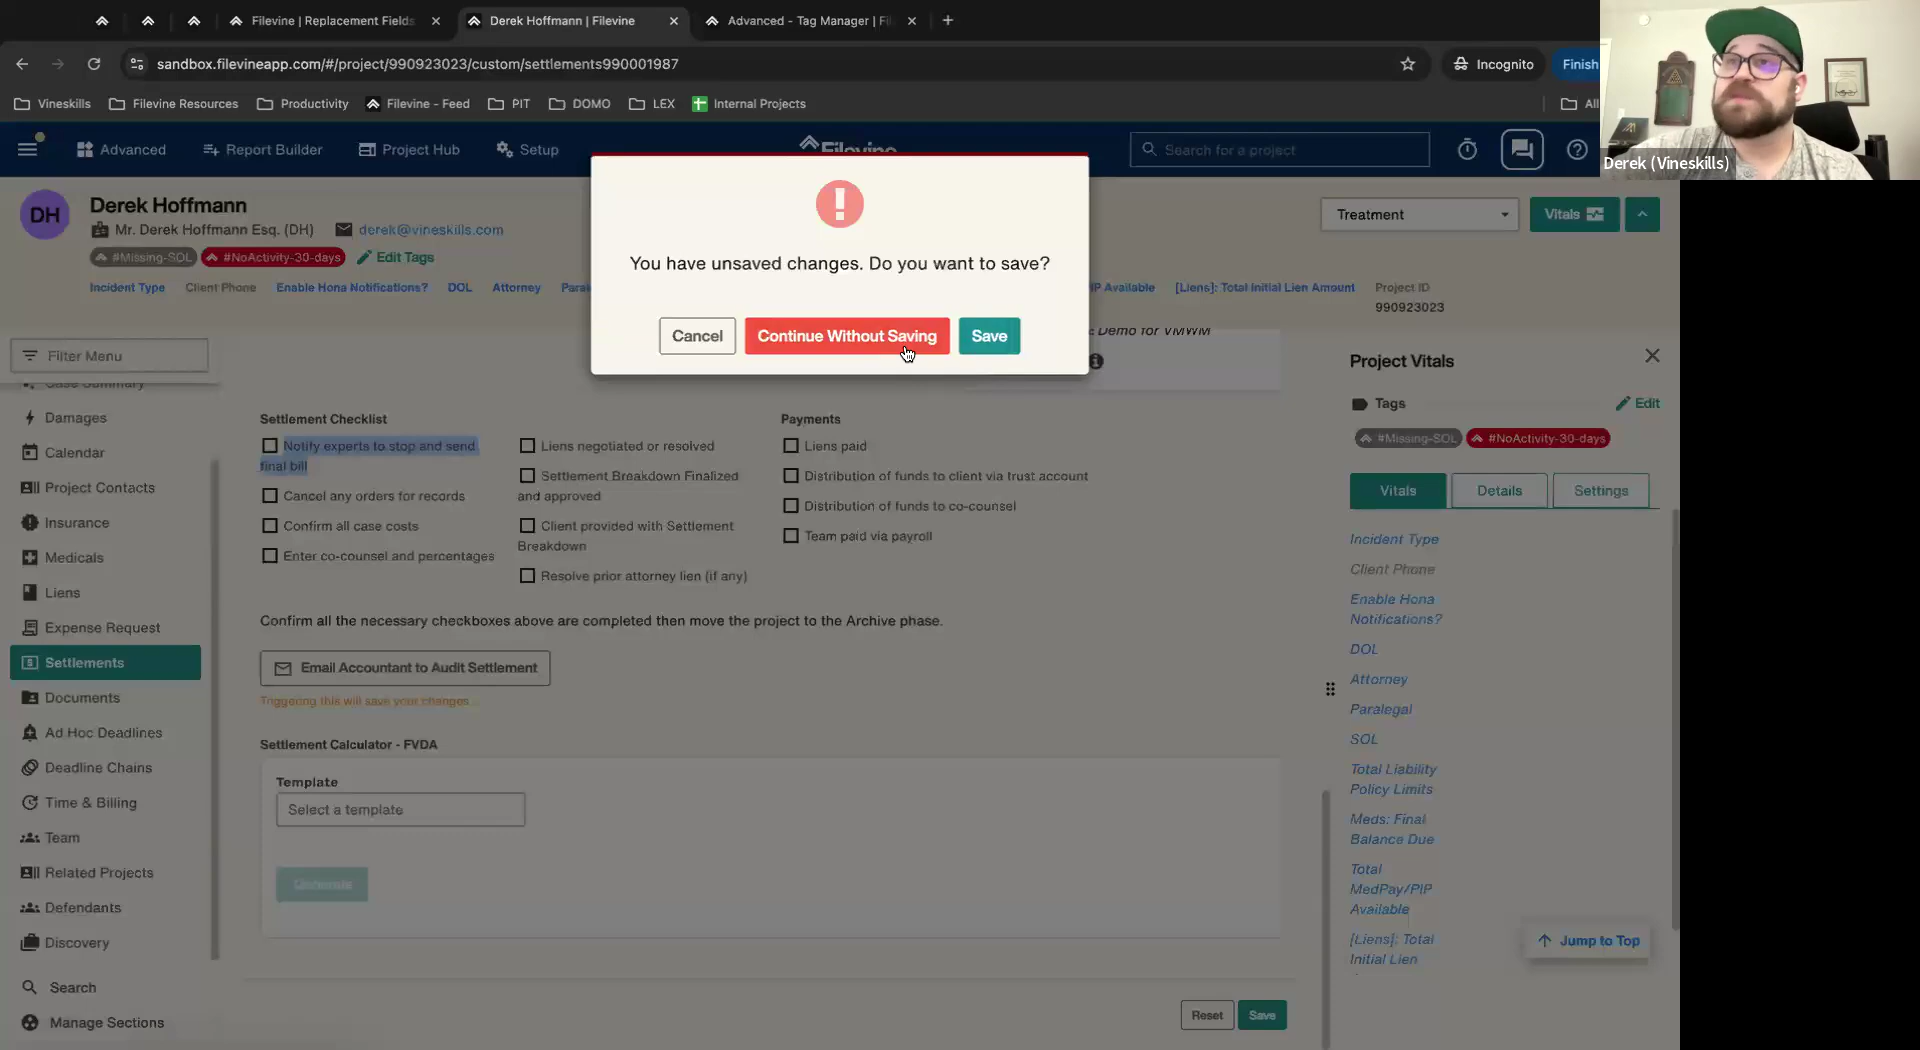 Filevine | Replacement Fields
Derek Hoffmann | Filevine
Advanced - Tag Manager | Fi
sandbox.filevineapp.com/#/project/990923023/custom/settlements990001987
Incognito
Finish
Vineskills
Filevine Resources
Productivity
Filevine - Feed
PIT
DOMO
LEX
Internal Projects
All
Derek (Vineskills)
Advanced
Report Builder
Project Hub
Setup
Filevine
Search for a project
DH
Derek Hoffmann
Mr. Derek Hoffmann Esq. (DH)
derek@vineskills.com
#Missing-SOL
#NoActivity-30-days
Edit Tags
Treatment
Vitals
Incident Type
Client Phone
Enable Hona Notifications?
DOL
Attorney
IP Available
[Liens]: Total Initial Lien Amount
Project ID
990923023
You have unsaved changes. Do you want to save?
Cancel
Continue Without Saving
Save
Demo for VMWM
Filter Menu
Case Summary
Damages
Calendar
Project Contacts
Insurance
Medicals
Liens
Expense Request
Settlements
Documents
Ad Hoc Deadlines
Deadline Chains
Time & Billing
Team
Related Projects
Defendants
Discovery
Search
Manage Sections
Settlement Checklist
Notify experts to stop and send
final bill
Cancel any orders for records
Confirm all case costs
Enter co-counsel and percentages
Liens negotiated or resolved
Settlement Breakdown Finalized
and approved
Client provided with Settlement
Breakdown
Resolve prior attorney lien (if any)
Payments
Liens paid
Distribution of funds to client via trust account
Distribution of funds to co-counsel
Team paid via payroll
Confirm all the necessary checkboxes above are completed then move the project to the Archive phase.
Email Accountant to Audit Settlement
Triggering this will save your changes.
Settlement Calculator - FVDA
Template
Select a template
Generate
Reset
Save
Project Vitals
Tags
Edit
#Missing-SOL
#NoActivity-30-days
Vitals
Details
Settings
Incident Type
Client Phone
Enable Hona
Notifications?
DOL
Attorney
Paralegal
SOL
Total Liability
Policy Limits
Meds: Final
Balance Due
Total
MedPay/PIP
Available
[Liens]: Total
Initial Lien
Jump to Top